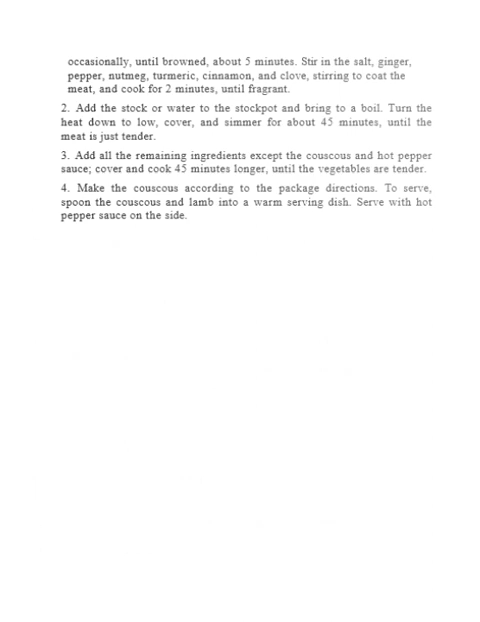 occasionally, until browned, about 5 minutes. Stir in the salt, ginger,
pepper, nutmeg, turmeric, cinnamon, and clove, stirring to coat the
meat, and cook for 2 minutes, until fragrant.
2. Add the stock or water to the stockpot and bring to a boil. Turn the
heat down to low, cover, and simmer for about 45 minutes, until the
meat is just tender.
3. Add all the remaining ingredients except the couscous and hot pepper
sauce; cover and cook 45 minutes longer, until the vegetables are tender.
4. Make the couscous according to the package directions. To serve,
spoon the couscous and lamb into a warm serving dish. Serve with hot
pepper sauce on the side.